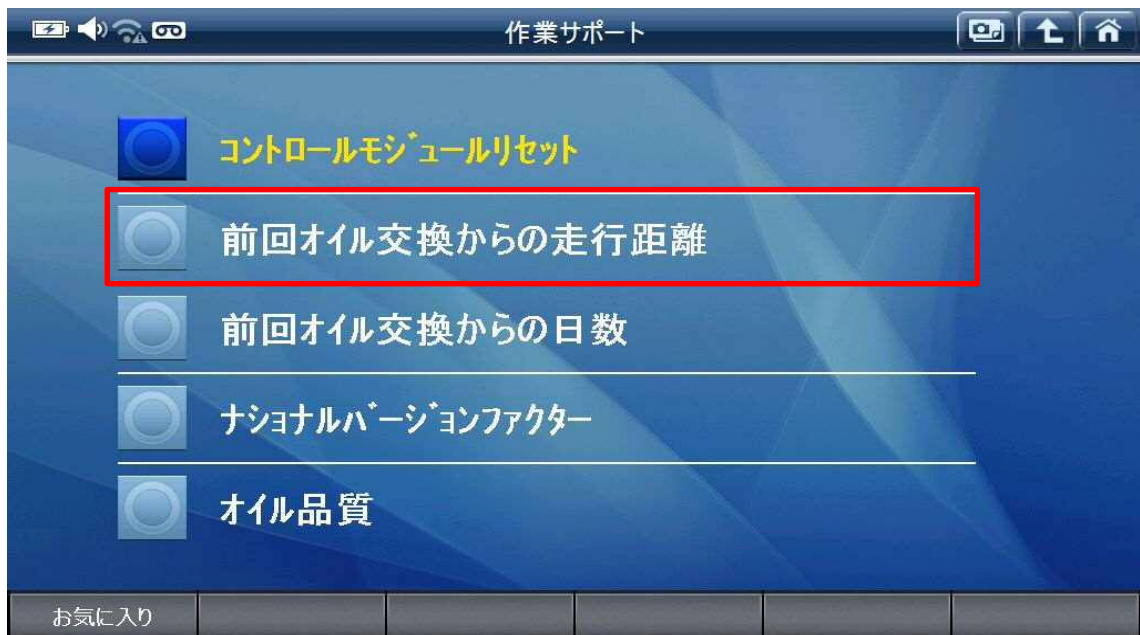 作業サポート
コントロールモジュールリセット
前回オイル交換からの走行距離
前回オイル交換からの日数
ナショナルバージョンファクター
オイル品質
お気に入り